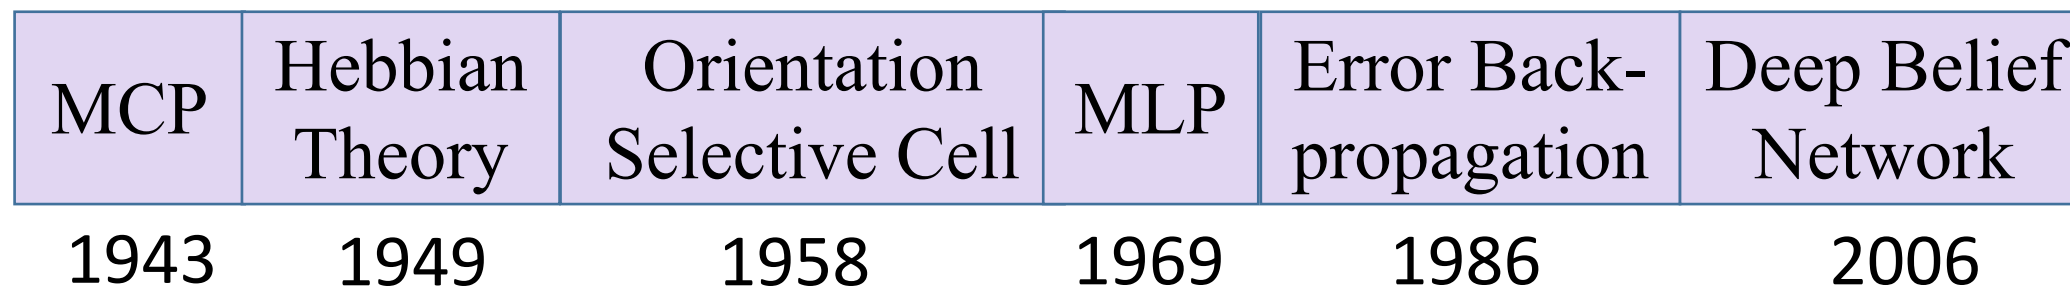 MCP
Hebbian
Theory
Orientation
Selective Cell
MLP
Error Back-
propagation
Deep Belief
Network
1943 1949 1958 1969 1986 2006